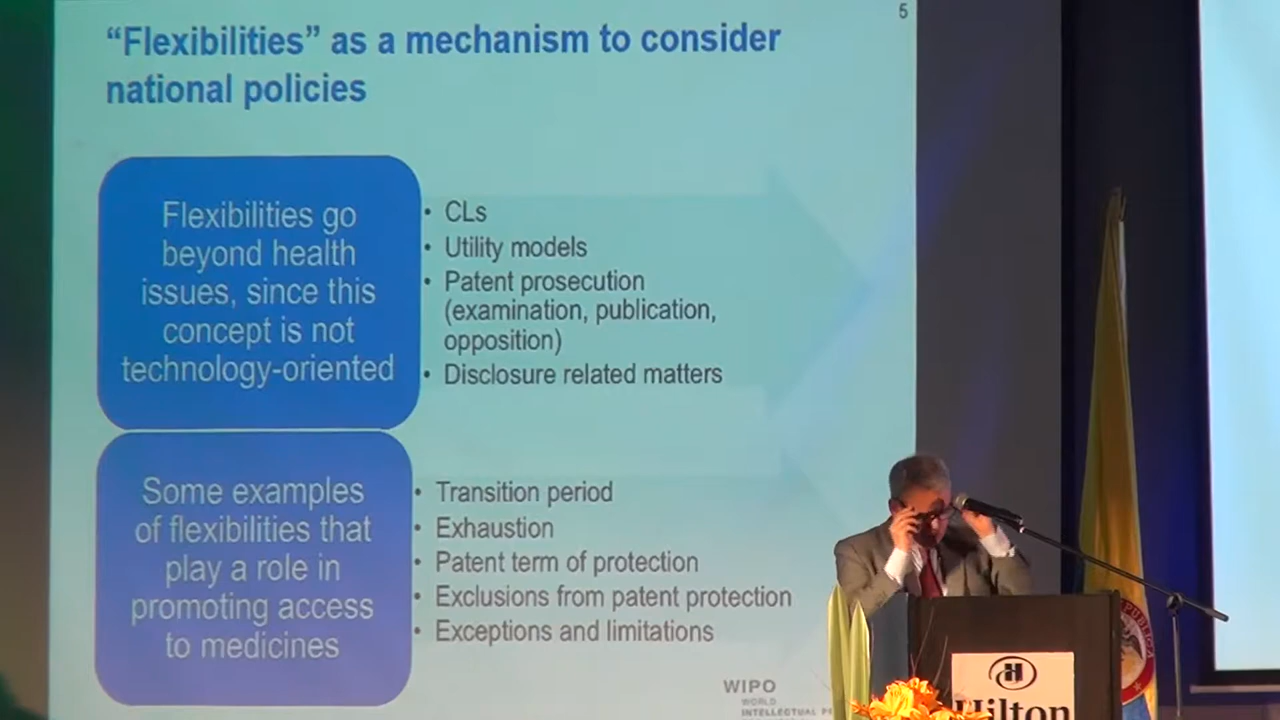 5
“Flexibilities” as a mechanism to consider
national policies
Flexibilities go
beyond health
issues, since this
concept is not
technology-oriented
• CLs
• Utility models
• Patent prosecution
(examination, publication,
opposition)
• Disclosure related matters
Some examples
of flexibilities that
play a role in
promoting access
to medicines
• Transition period
• Exhaustion
• Patent term of protection
• Exclusions from patent protection
• Exceptions and limitations
WIPO
WORLD
INTELLECTUAL
H
Hilton